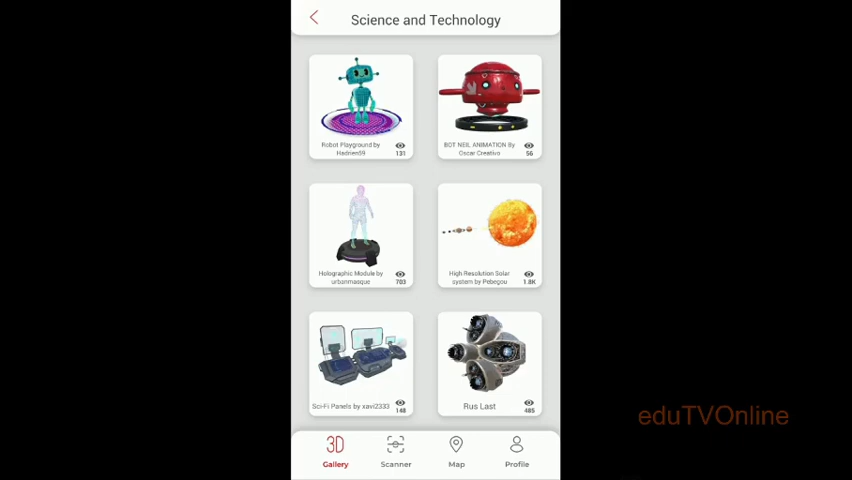 Science and Technology
Robot Playground by
Hadrien59
131
BOT NEIL ANIMATION By
Oscar Creativo
56
Holographic Module by
urbanmasque
703
High Resolution Solar
system by Pebegou
1.8K
Sci-Fi Panels by xavi2333
148
Rus Last
485
eduTVOnline
3D
Gallery
Scanner
Map
Profile